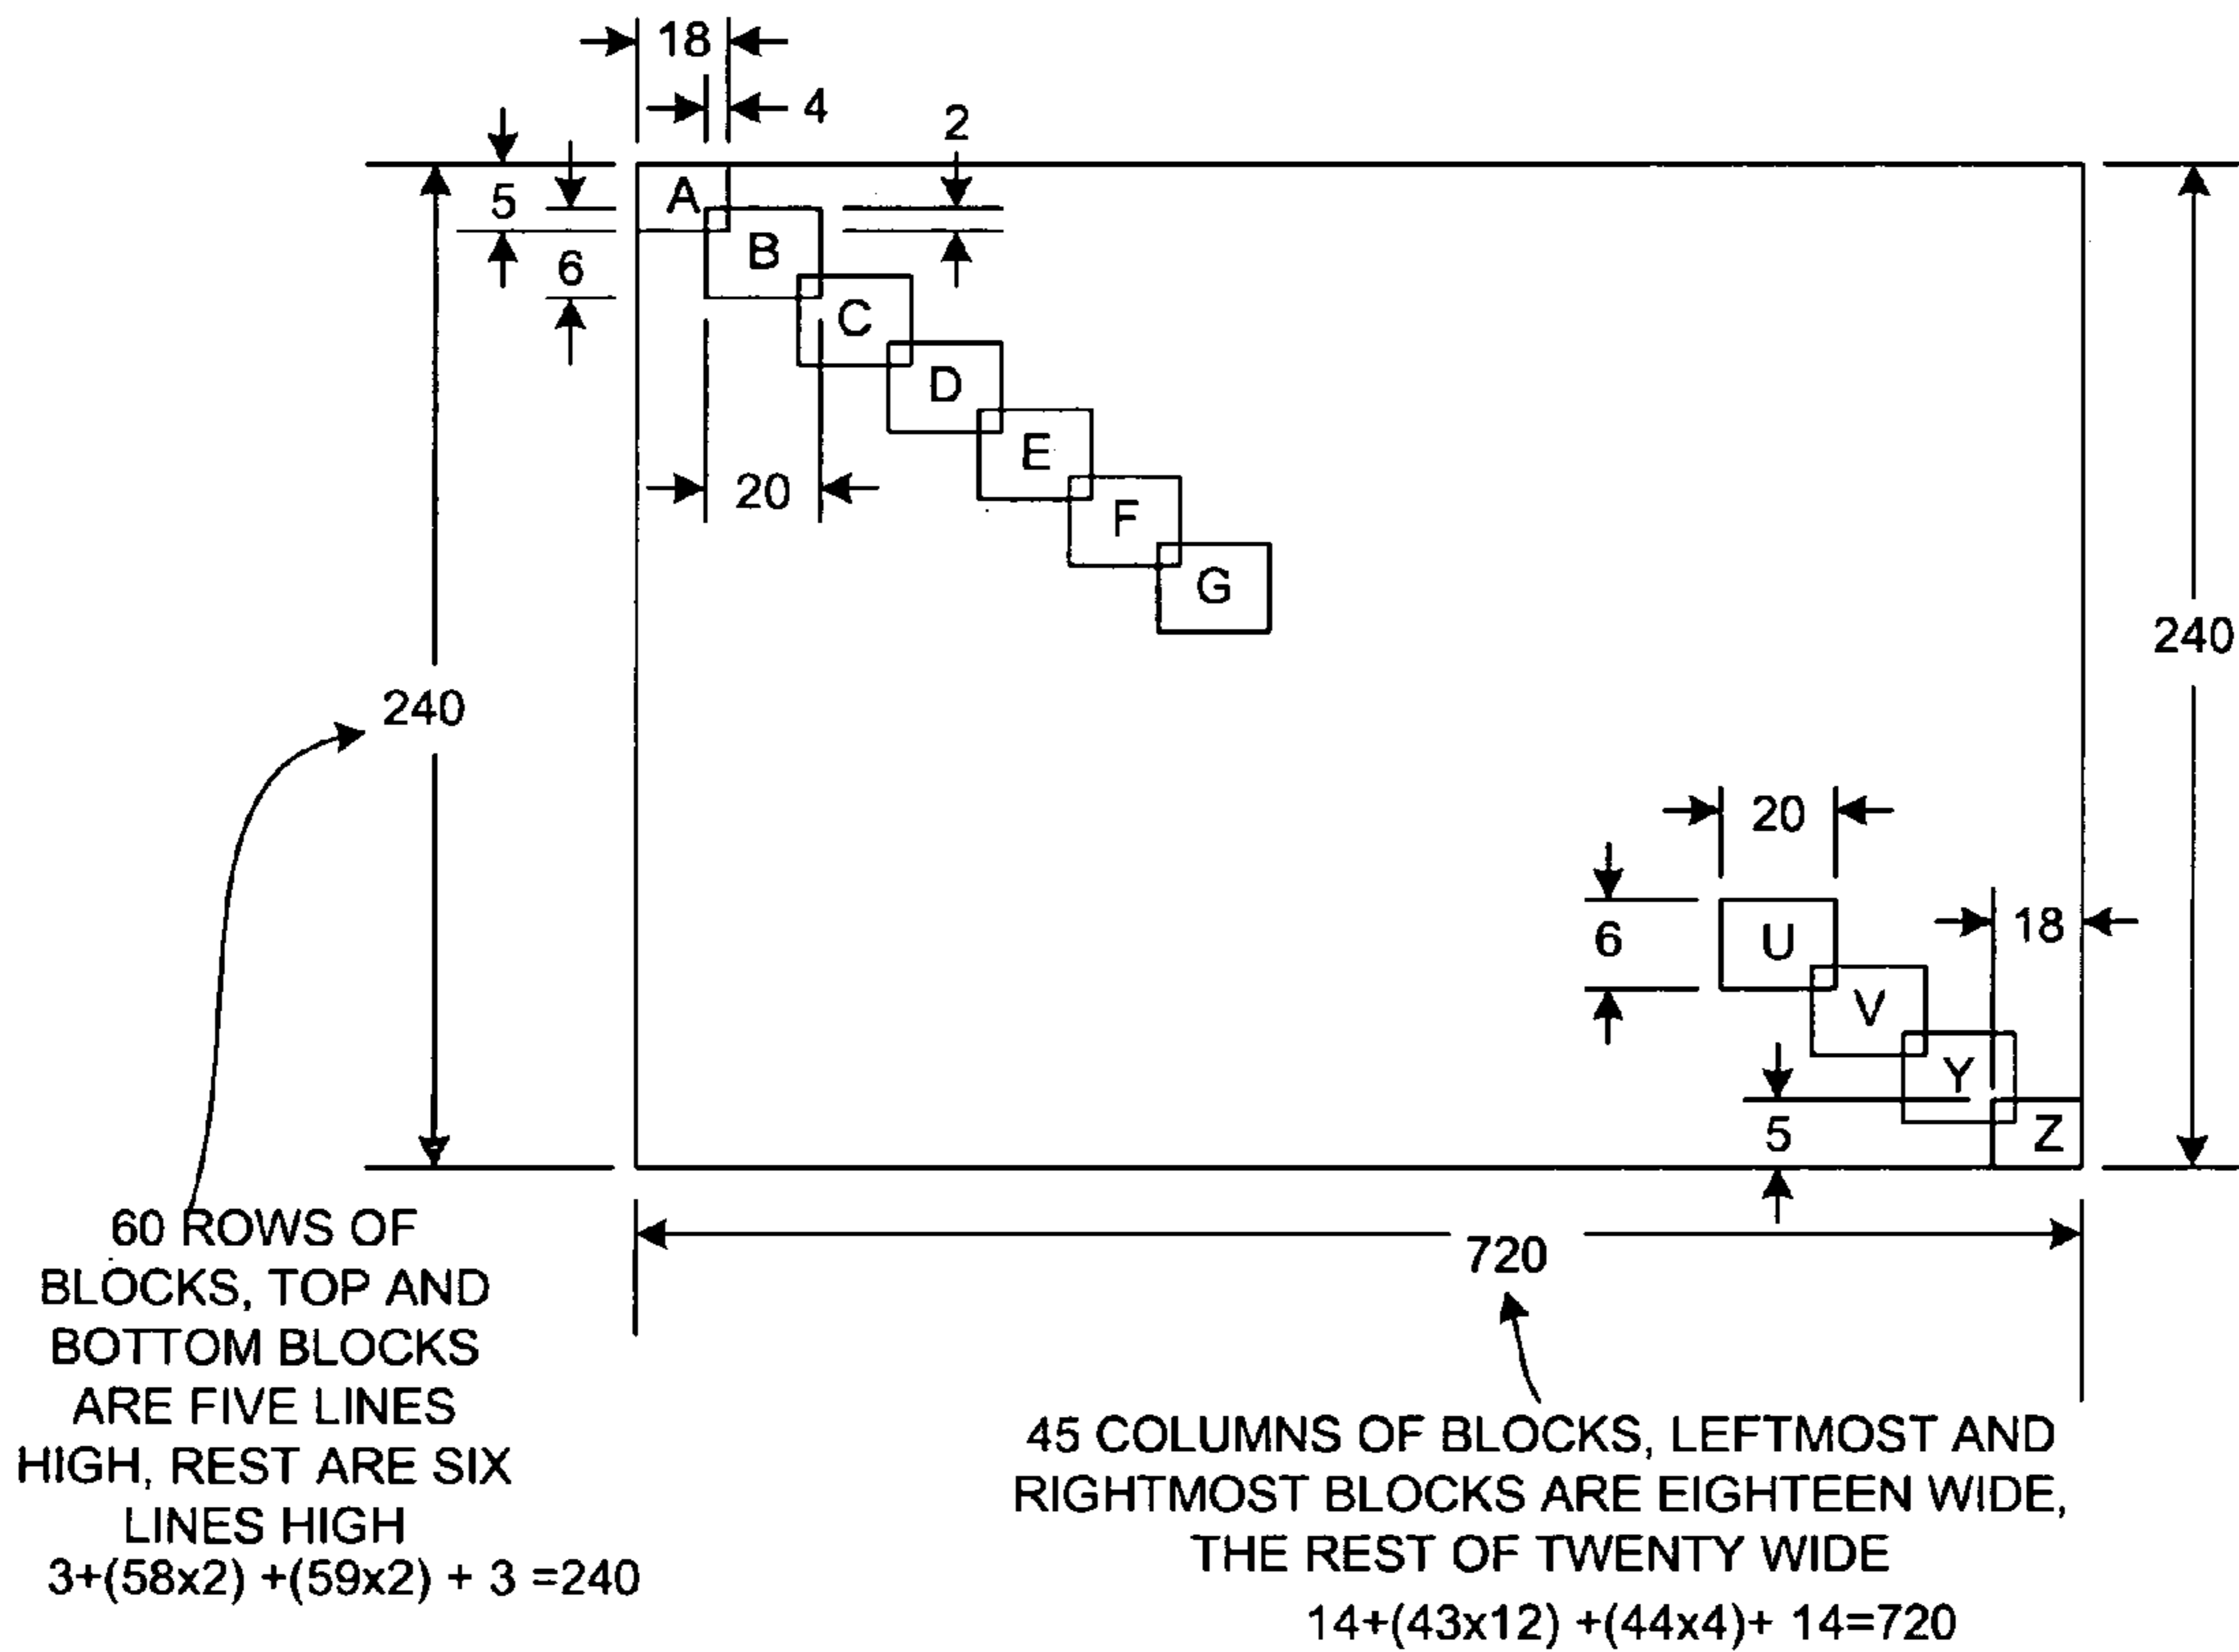 18
4
2
5
A
B
6
C
D
E
20
F
G
240
240
20
6
U
18
V
Y
5
Z
720
60 ROWS OF
BLOCKS, TOP AND
BOTTOM BLOCKS
ARE FIVE LINES
HIGH, REST ARE SIX
LINES HIGH
3+(58x2) +(59x2) + 3 =240
45 COLUMNS OF BLOCKS, LEFTMOST AND
RIGHTMOST BLOCKS ARE EIGHTEEN WIDE,
THE REST OF TWENTY WIDE
14+(43x12) +(44x4)+ 14=720